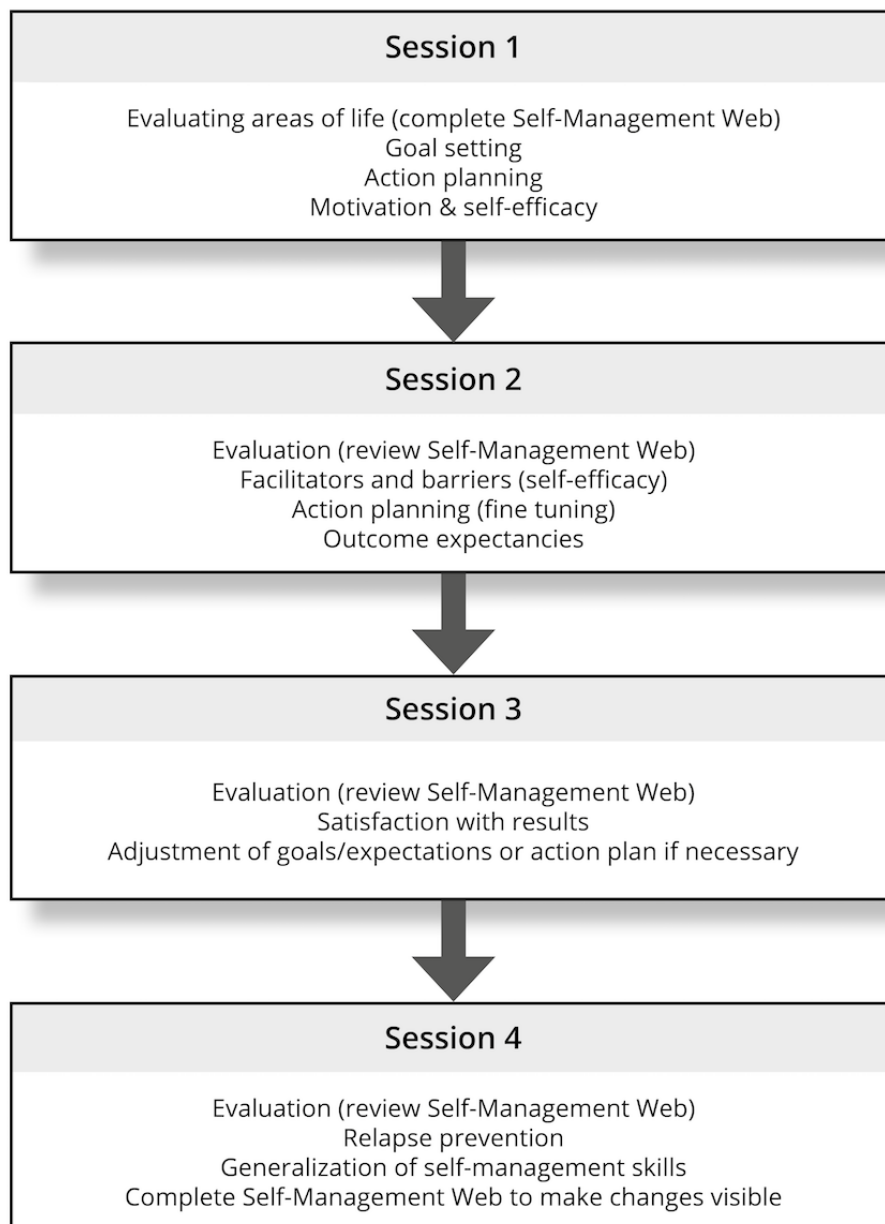 Session 1
Evaluating areas of life (complete Self-Management Web)
Goal setting
Action planning
Motivation & self-efficacy
Session 2
Evaluation (review Self-Management Web)
Facilitators and barriers (self-efficacy)
Action planning (fine tuning)
Outcome expectancies
Session 3
Evaluation (review Self-Management Web)
Satisfaction with results
Adjustment of goals/expectations or action plan if necessary
Session 4
Evaluation (review Self-Management Web)
Relapse prevention
Generalization of self-management skills
Complete Self-Management Web to make changes visible